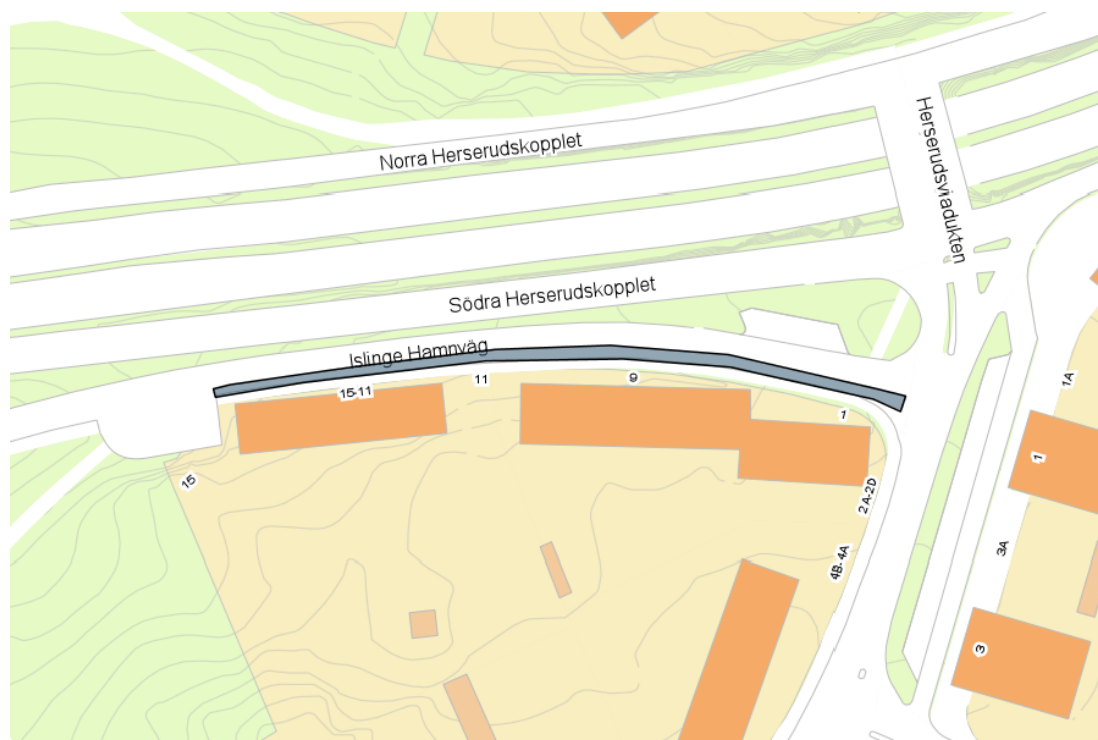 Norra Herserudskopplet
Herserudsviadukten
Södra Herserudskopplet
Islinge Hamnväg
15-11
11
9
1
1A
1
15
2A-2D
4B-4A
3A
3